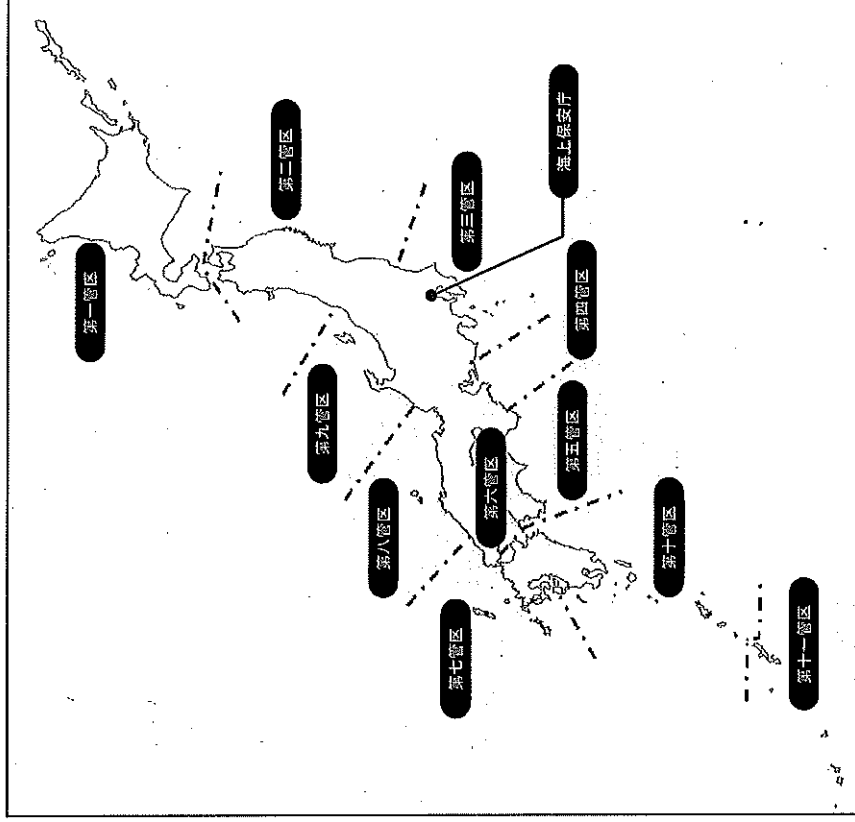 第一管区
第二管区
第三管区
海上保安庁
第四管区
第五管区
第六管区
第七管区
第八管区
第九管区
第十管区
第十一管区